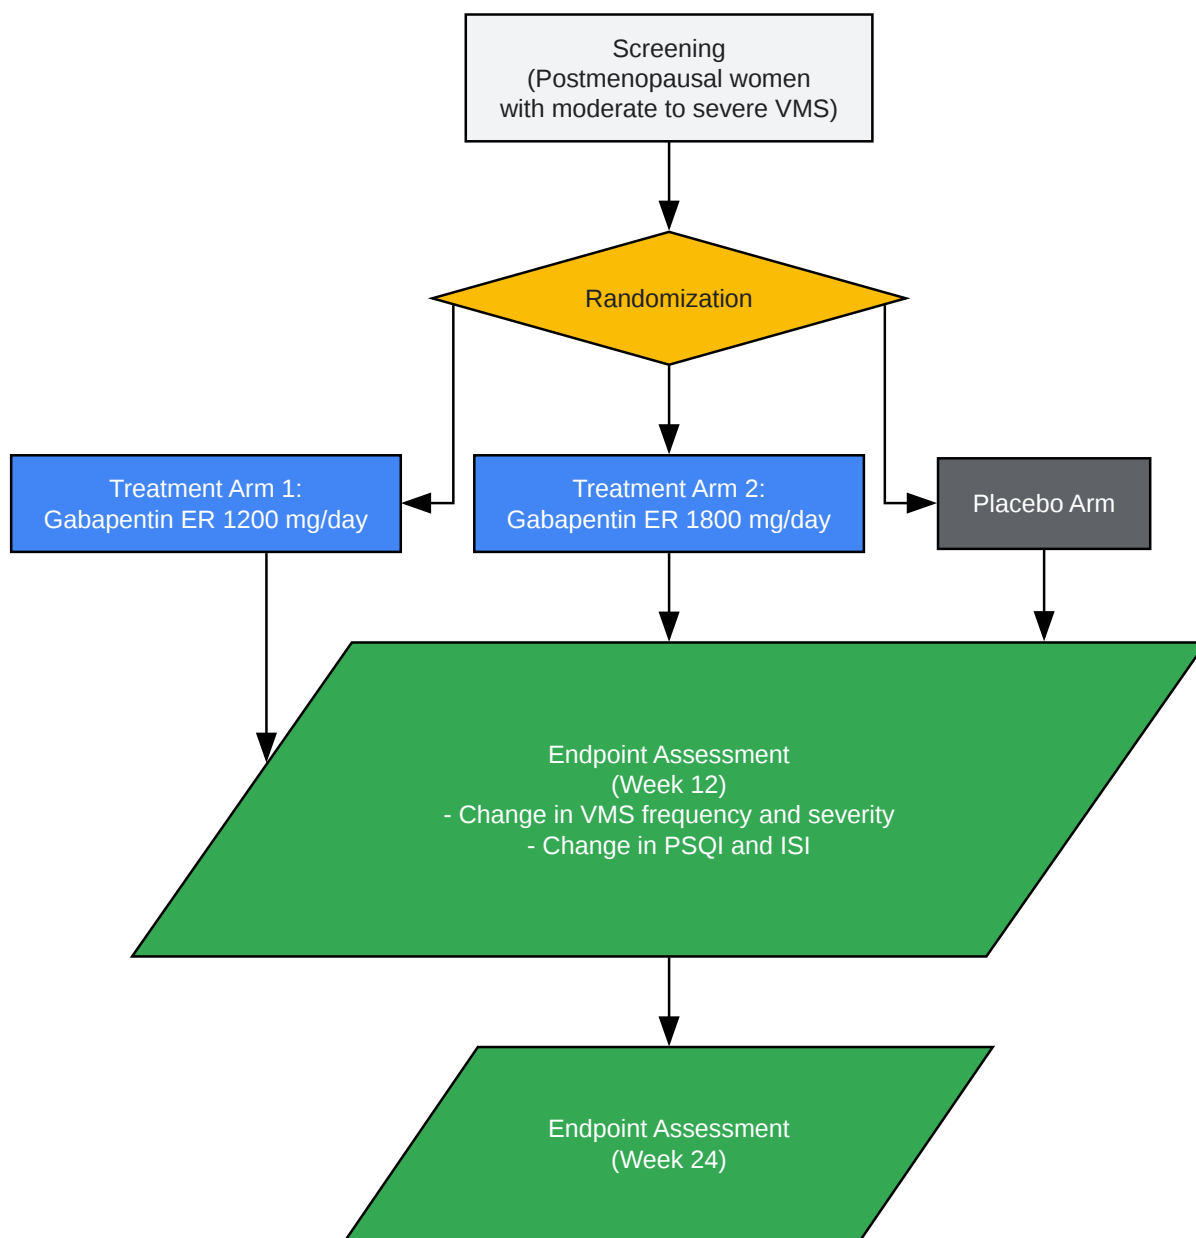 Screening
(Postmenopausal women
with moderate to severe VMS)
Randomization
Treatment Arm 1:
Gabapentin ER 1200 mg/day
Treatment Arm 2:
Gabapentin ER 1800 mg/day
Placebo Arm
Endpoint Assessment
(Week 12)
- Change in VMS frequency and severity
- Change in PSQI and ISI
Endpoint Assessment
(Week 24)